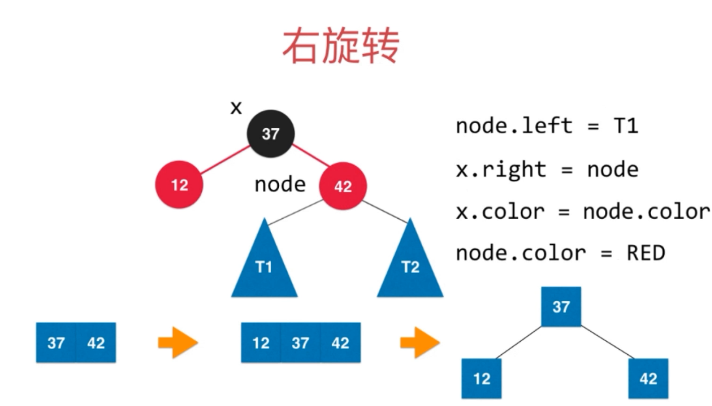 右旋转
x
37
12
node
42
T1
T2
node.left = T1
x.right = node
x.color = node.color
node.color = RED
37 42
12 37 42
37
12
42